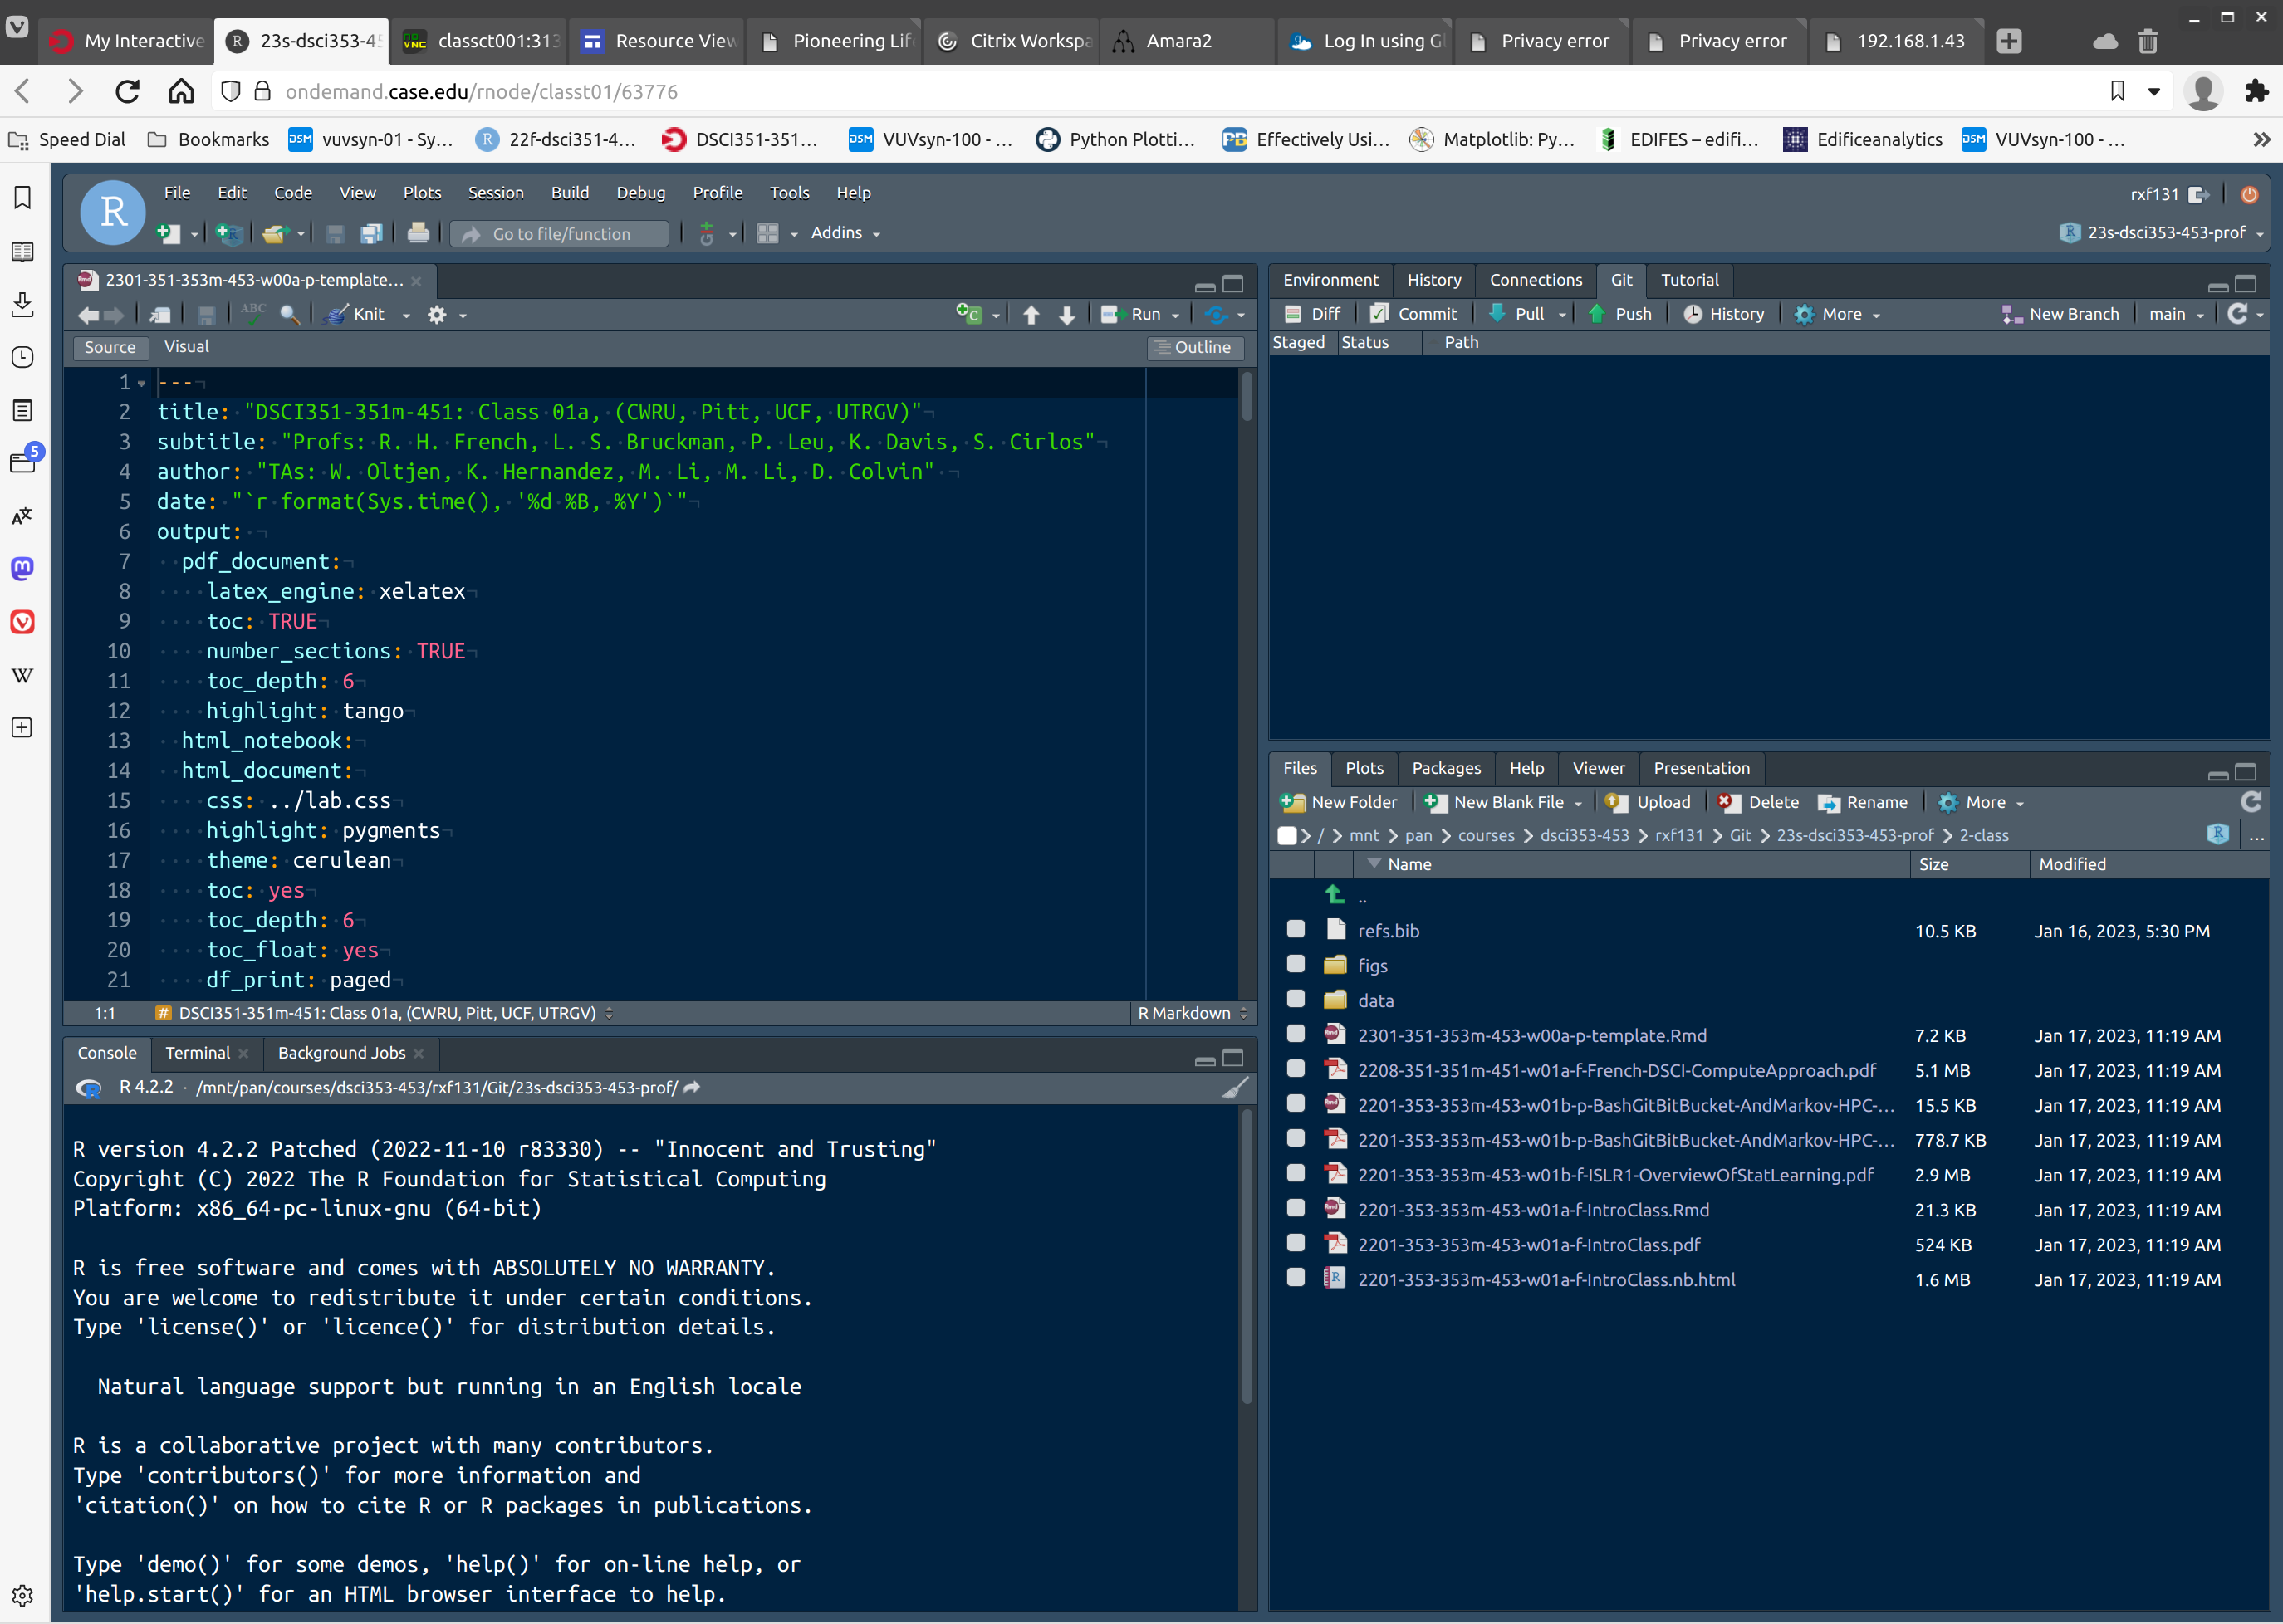 My Interactive
23s-dsci353-45
classct001:313
Resource View
Pioneering Life
Citrix Workspa
Amara2
Log In using Gl
Privacy error
Privacy error
192.168.1.43
ondemand.case.edu/rnode/classt01/63776
Speed Dial
Bookmarks
vuvsyn-01 - Sy...
22f-dsci351-4...
DSCI351-351...
VUVsyn-100 - ...
Python Plotti...
Effectively Usi...
Matplotlib: Py...
EDIFES – edifi...
Edificeanalytics
VUVsyn-100 - ...
File Edit Code View Plots Session Build Debug Profile Tools Help
rxf131
Go to file/function
Addins
23s-dsci353-453-prof
2301-351-353m-453-w00a-p-template...
Knit
Run
Source Visual
Outline
1 ---
2 title: "DSCI351-351m-451: Class 01a, (CWRU, Pitt, UCF, UTRGV)"
3 subtitle: "Profs: R. H. French, L. S. Bruckman, P. Leu, K. Davis, S. Cirlos"
4 author: "TAs: W. Oltjen, K. Hernandez, M. Li, M. Li, D. Colvin"
5 date: "`r format(Sys.time(), '%d %B, %Y')`"
6 output:
7 pdf_document:
8 latex_engine: xelatex
9 toc: TRUE
10 number_sections: TRUE
11 toc_depth: 6
12 highlight: tango
13 html_notebook:
14 html_document:
15 css: ../lab.css
16 highlight: pygments
17 theme: cerulean
18 toc: yes
19 toc_depth: 6
20 toc_float: yes
21 df_print: paged
1:1 DSCI351-351m-451: Class 01a, (CWRU, Pitt, UCF, UTRGV) R Markdown
Console Terminal Background Jobs
R 4.2.2 · /mnt/pan/courses/dsci353-453/rxf131/Git/23s-dsci353-453-prof/
R version 4.2.2 Patched (2022-11-10 r83330) -- "Innocent and Trusting"
Copyright (C) 2022 The R Foundation for Statistical Computing
Platform: x86_64-pc-linux-gnu (64-bit)
R is free software and comes with ABSOLUTELY NO WARRANTY.
You are welcome to redistribute it under certain conditions.
Type 'license()' or 'licence()' for distribution details.
Natural language support but running in an English locale
R is a collaborative project with many contributors.
Type 'contributors()' for more information and
'citation()' on how to cite R or R packages in publications.
Type 'demo()' for some demos, 'help()' for on-line help, or
'help.start()' for an HTML browser interface to help.
Environment History Connections Git Tutorial
Diff Commit Pull Push History More New Branch main
Staged Status Path
Files Plots Packages Help Viewer Presentation
New Folder New Blank File Upload Delete Rename More
/ mnt pan courses dsci353-453 rxf131 Git 23s-dsci353-453-prof 2-class ...
Name Size Modified
..
refs.bib 10.5 KB Jan 16, 2023, 5:30 PM
figs
data
2301-351-353m-453-w00a-p-template.Rmd 7.2 KB Jan 17, 2023, 11:19 AM
2208-351-351m-451-w01a-f-French-DSCI-ComputeApproach.pdf 5.1 MB Jan 17, 2023, 11:19 AM
2201-353-353m-453-w01b-p-BashGitBitBucket-AndMarkov-HPC-... 15.5 KB Jan 17, 2023, 11:19 AM
2201-353-353m-453-w01b-p-BashGitBitBucket-AndMarkov-HPC-... 778.7 KB Jan 17, 2023, 11:19 AM
2201-353-353m-453-w01b-f-ISLR1-OverviewOfStatLearning.pdf 2.9 MB Jan 17, 2023, 11:19 AM
2201-353-353m-453-w01a-f-IntroClass.Rmd 21.3 KB Jan 17, 2023, 11:19 AM
2201-353-353m-453-w01a-f-IntroClass.pdf 524 KB Jan 17, 2023, 11:19 AM
2201-353-353m-453-w01a-f-IntroClass.nb.html 1.6 MB Jan 17, 2023, 11:19 AM